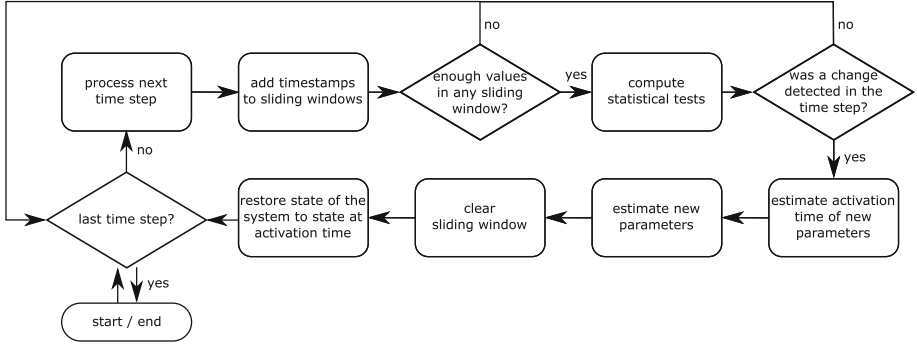 no
no
process next
time step
add timestamps
to sliding windows
enough values
in any sliding
window?
yes
compute
statistical tests
was a change
detected in the
time step?
no
yes
last time step?
restore state of the
system to state at
activation time
clear
sliding window
estimate new
parameters
estimate activation
time of new
parameters
yes
start / end